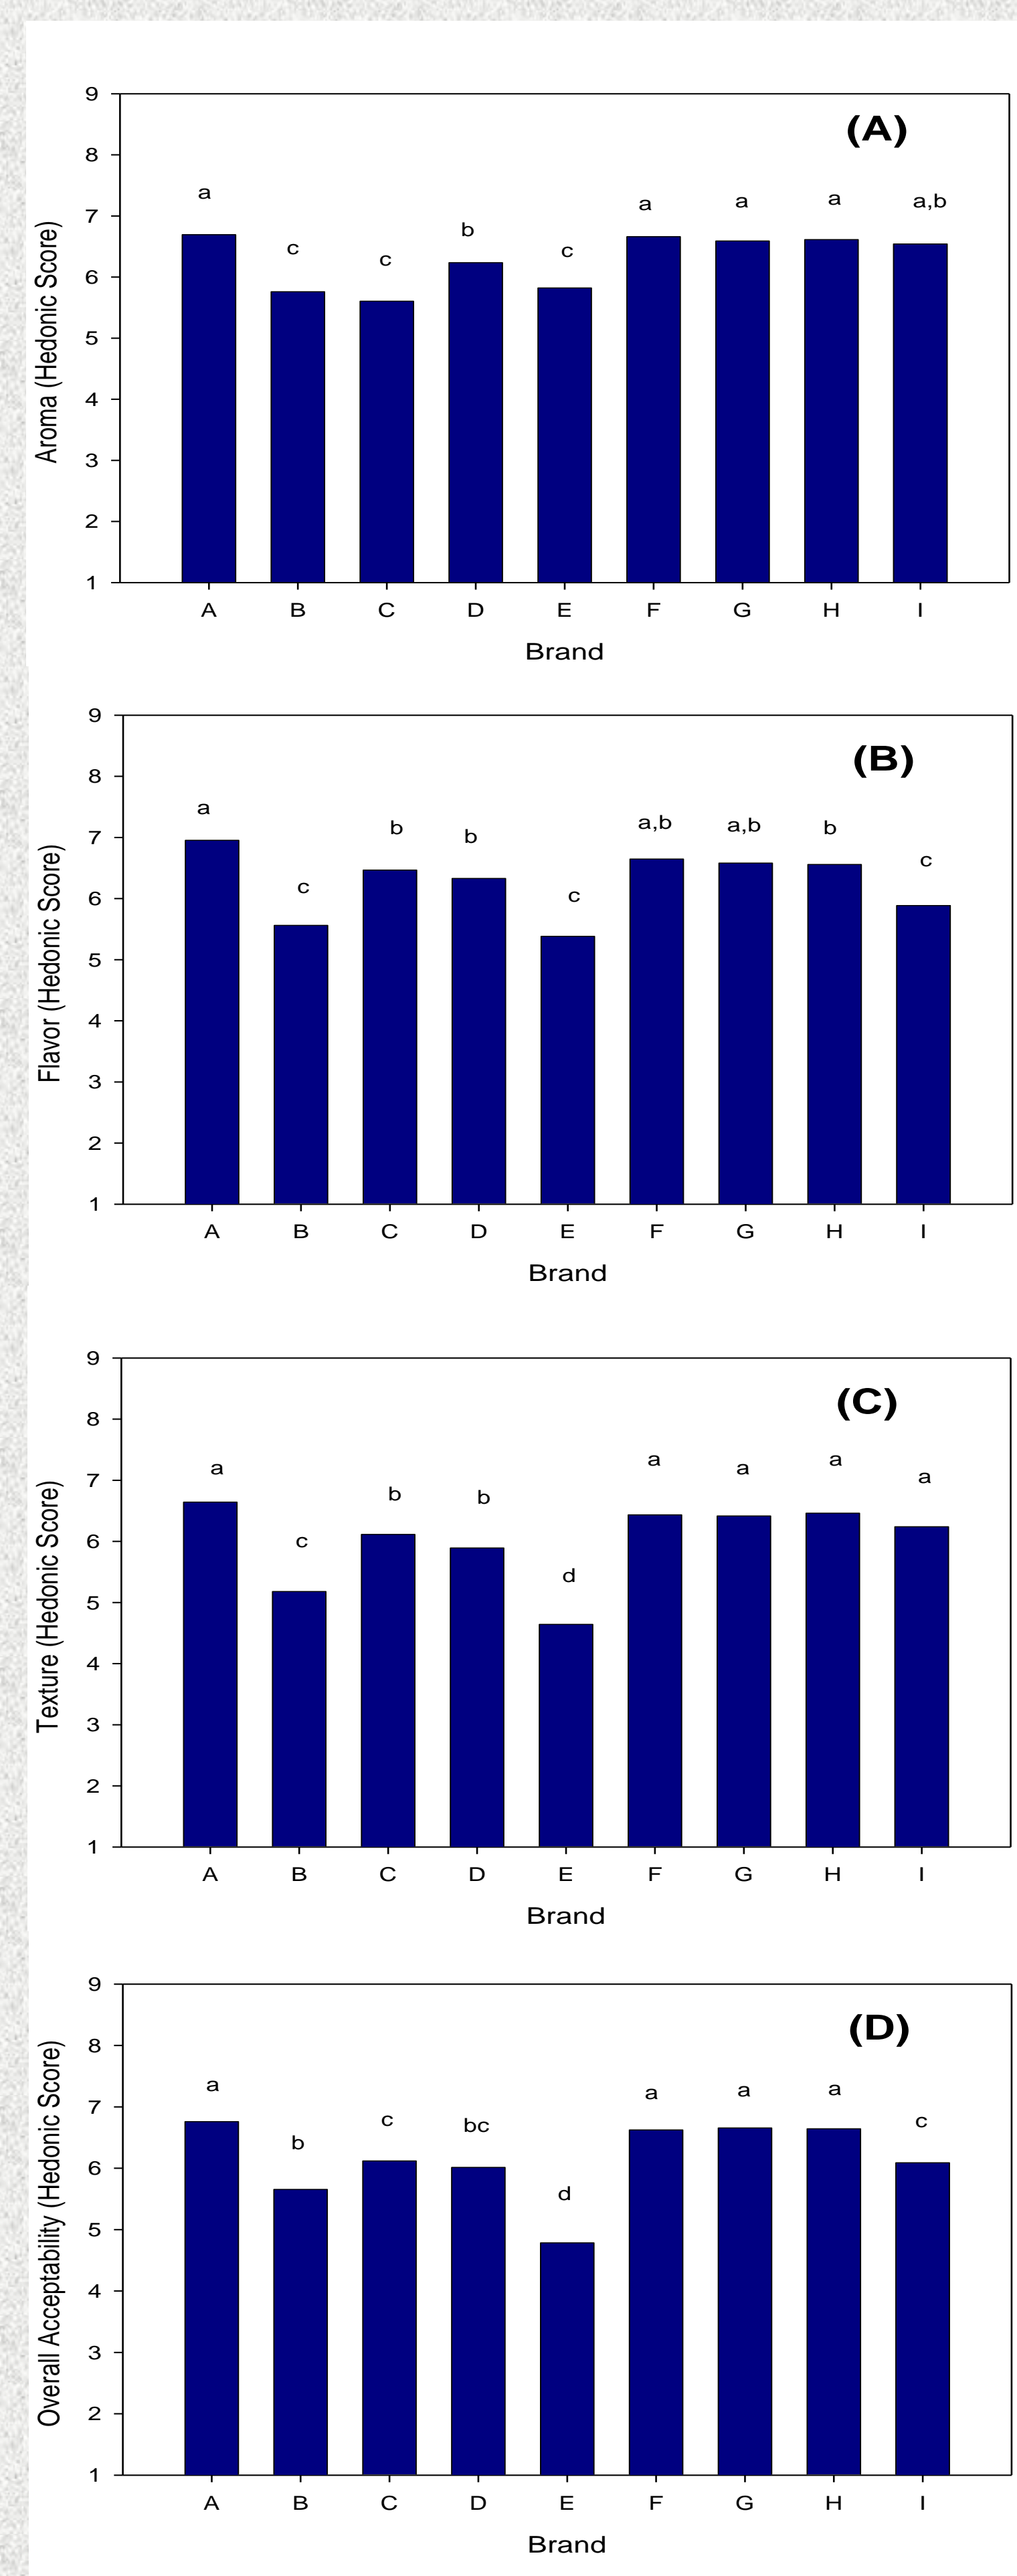 (A)
9
8
7
6
5
4
3
2
1
Aroma (Hedonic Score)
a c c b c a a a a,b
A B C D E F G H I
Brand
(B)
9
8
7
6
5
4
3
2
1
Flavor (Hedonic Score)
a c b b c a,b a,b b c
A B C D E F G H I
Brand
(C)
9
8
7
6
5
4
3
2
1
Texture (Hedonic Score)
a c b b d a a a a
A B C D E F G H I
Brand
(D)
9
8
7
6
5
4
3
2
1
Overall Acceptability (Hedonic Score)
a b c bc d a a a c
A B C D E F G H I
Brand